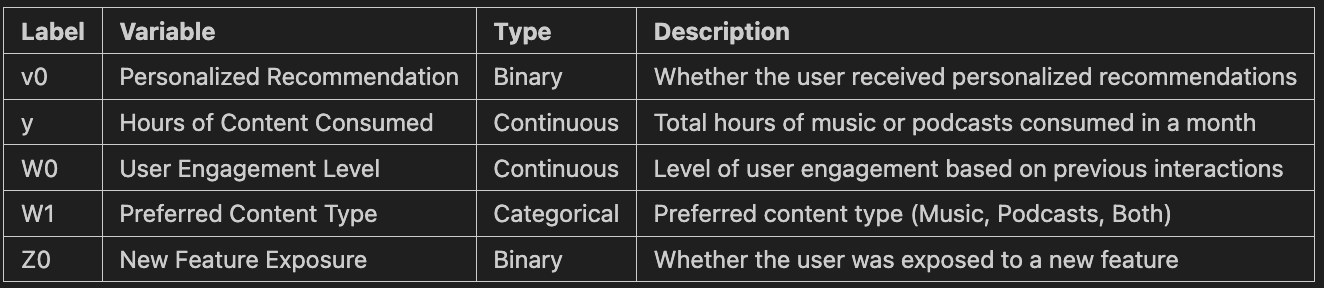 Label Variable Type Description
v0 Personalized Recommendation Binary Whether the user received personalized recommendations
y Hours of Content Consumed Continuous Total hours of music or podcasts consumed in a month
W0 User Engagement Level Continuous Level of user engagement based on previous interactions
W1 Preferred Content Type Categorical Preferred content type (Music, Podcasts, Both)
Z0 New Feature Exposure Binary Whether the user was exposed to a new feature